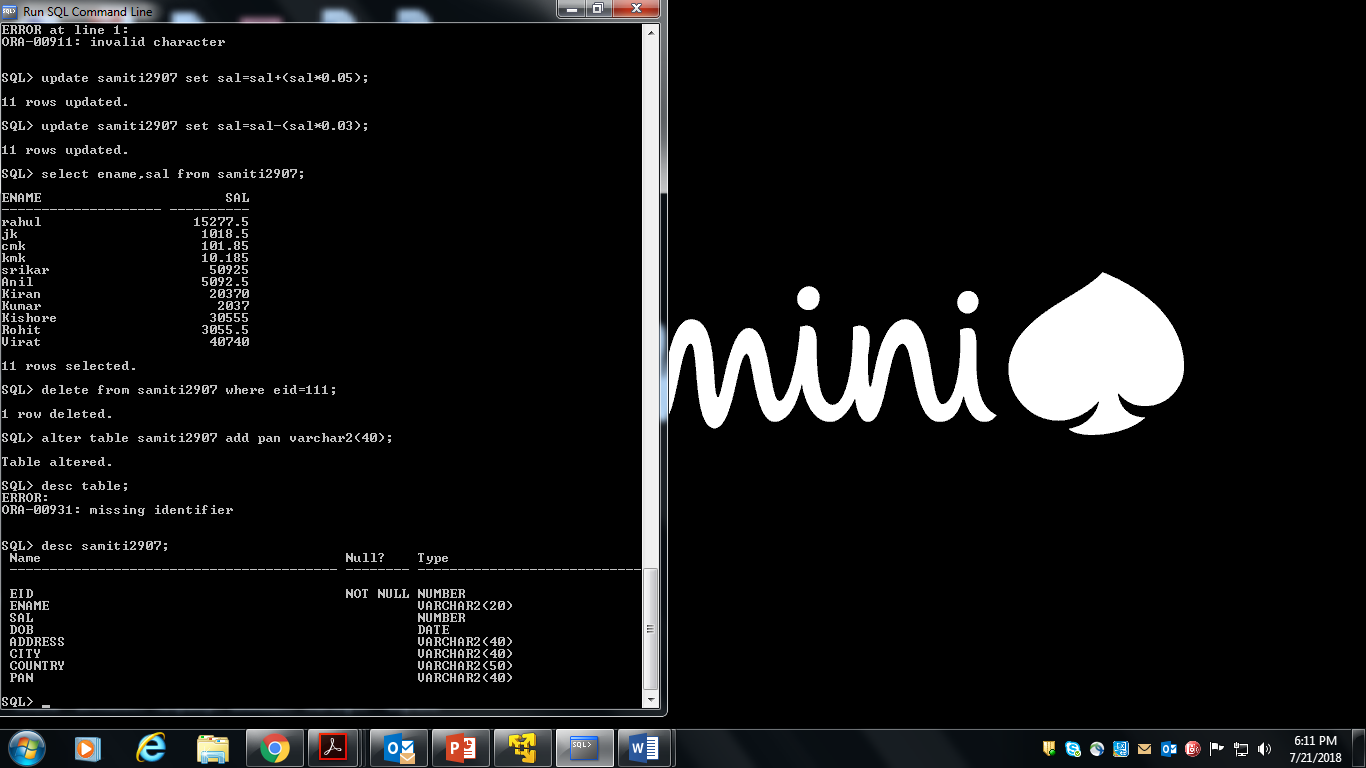 Run SQL Command Line
ERROR at line 1:
ORA-00911: invalid character
SQL> update samiti2907 set sal=sal+(sal*0.05);
11 rows updated.
SQL> update samiti2907 set sal=sal-(sal*0.03);
11 rows updated.
SQL> select ename,sal from samiti2907;
ENAME SAL
-------------------- ----------
rahul 15277.5
jk 1018.5
cmk 101.85
kmk 10.185
srikar 50925
Anil 5092.5
Kiran 20370
Kumar 2037
Kishore 30555
Rohit 3055.5
Virat 40740
11 rows selected.
SQL> delete from samiti2907 where eid=111;
1 row deleted.
SQL> alter table samiti2907 add pan varchar2(40);
Table altered.
SQL> desc table;
ERROR:
ORA-00931: missing identifier
SQL> desc samiti2907;
Name Null? Type
----------------------------------------- -------- ----------------------------
EID NOT NULL NUMBER
ENAME VARCHAR2(20)
SAL NUMBER
DOB DATE
ADDRESS VARCHAR2(40)
CITY VARCHAR2(40)
COUNTRY VARCHAR2(50)
PAN VARCHAR2(40)
SQL> _
mini
SQL>
6:11 PM
7/21/2018